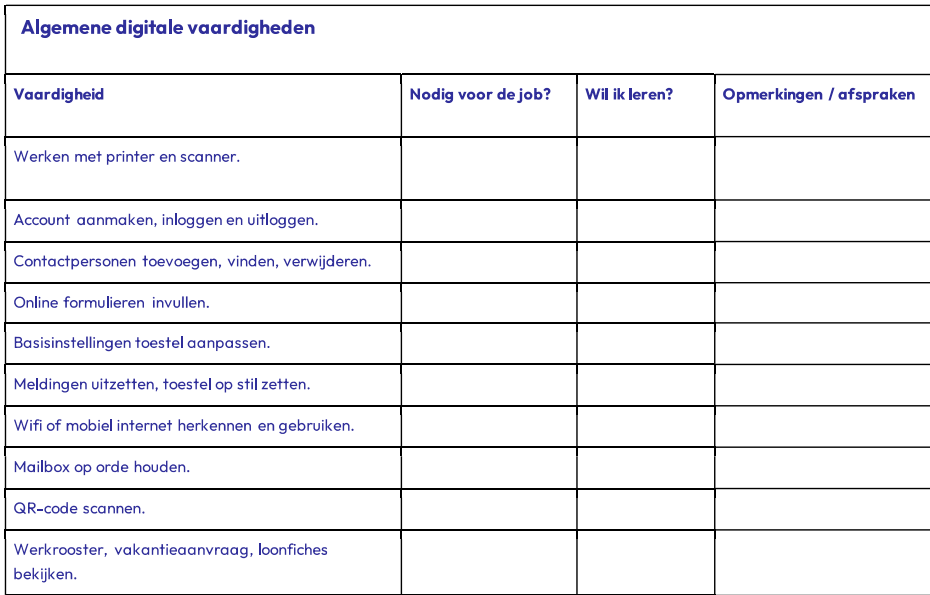 Algemene digitale vaardigheden
Vaardigheid Nodig voor de job? Wil ik leren? Opmerkingen / afspraken
Werken met printer en scanner.
Account aanmaken, inloggen en uitloggen.
Contactpersonen toevoegen, vinden, verwijderen.
Online formulieren invullen.
Basisinstellingen toestel aanpassen.
Meldingen uitzetten, toestel op stil zetten.
Wifi of mobiel internet herkennen en gebruiken.
Mailbox op orde houden.
QR-code scannen.
Werkrooster, vakantieaanvraag, loonfiches
bekijken.